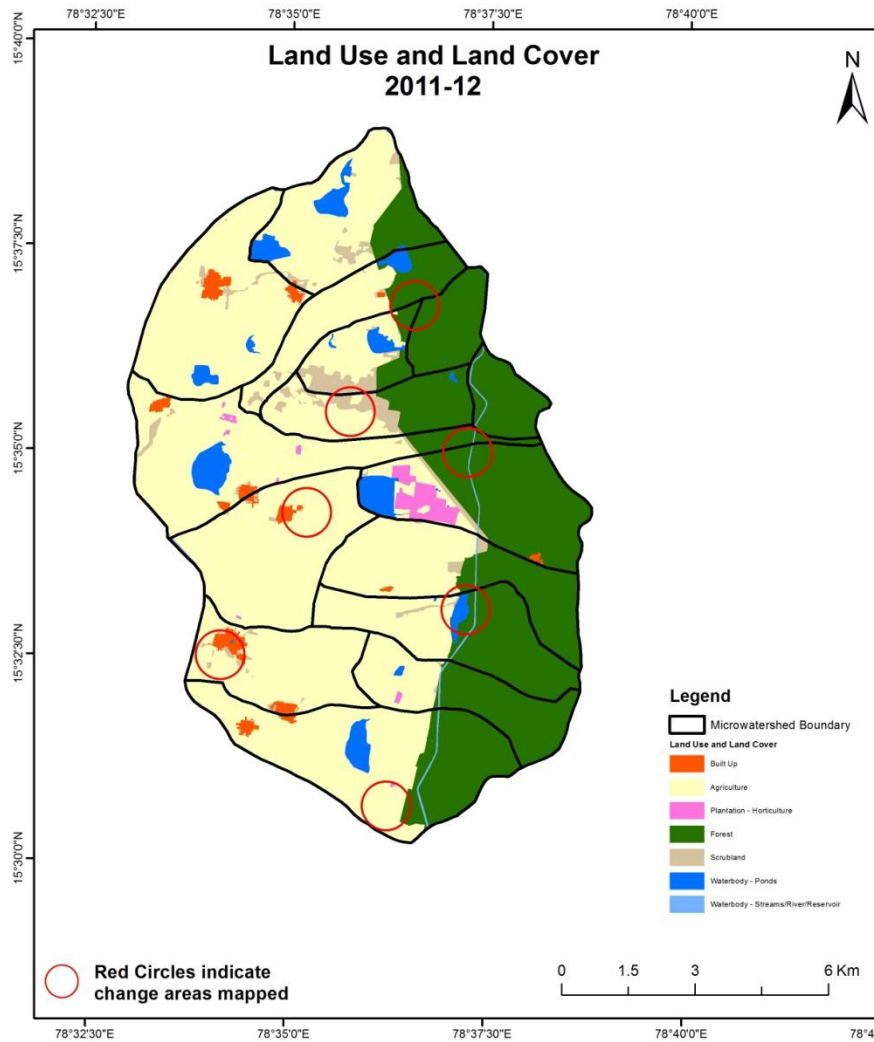 78°32'30"E 78°35'0"E 78°37'30"E 78°40'0"E
Land Use and Land Cover
2011-12
N
15°40'0"N
15°37'30"N
15°35'0"N
15°32'30"N
15°30'0"N
Legend
Microwatershed Boundary
Land Use and Land Cover
Built Up
Agriculture
Plantation - Horticulture
Forest
Scrubland
Waterbody - Ponds
Waterbody - Streams/River/Reservoir
Red Circles indicate
change areas mapped
0 1.5 3 6 Km
78°32'30"E 78°35'0"E 78°37'30"E 78°40'0"E